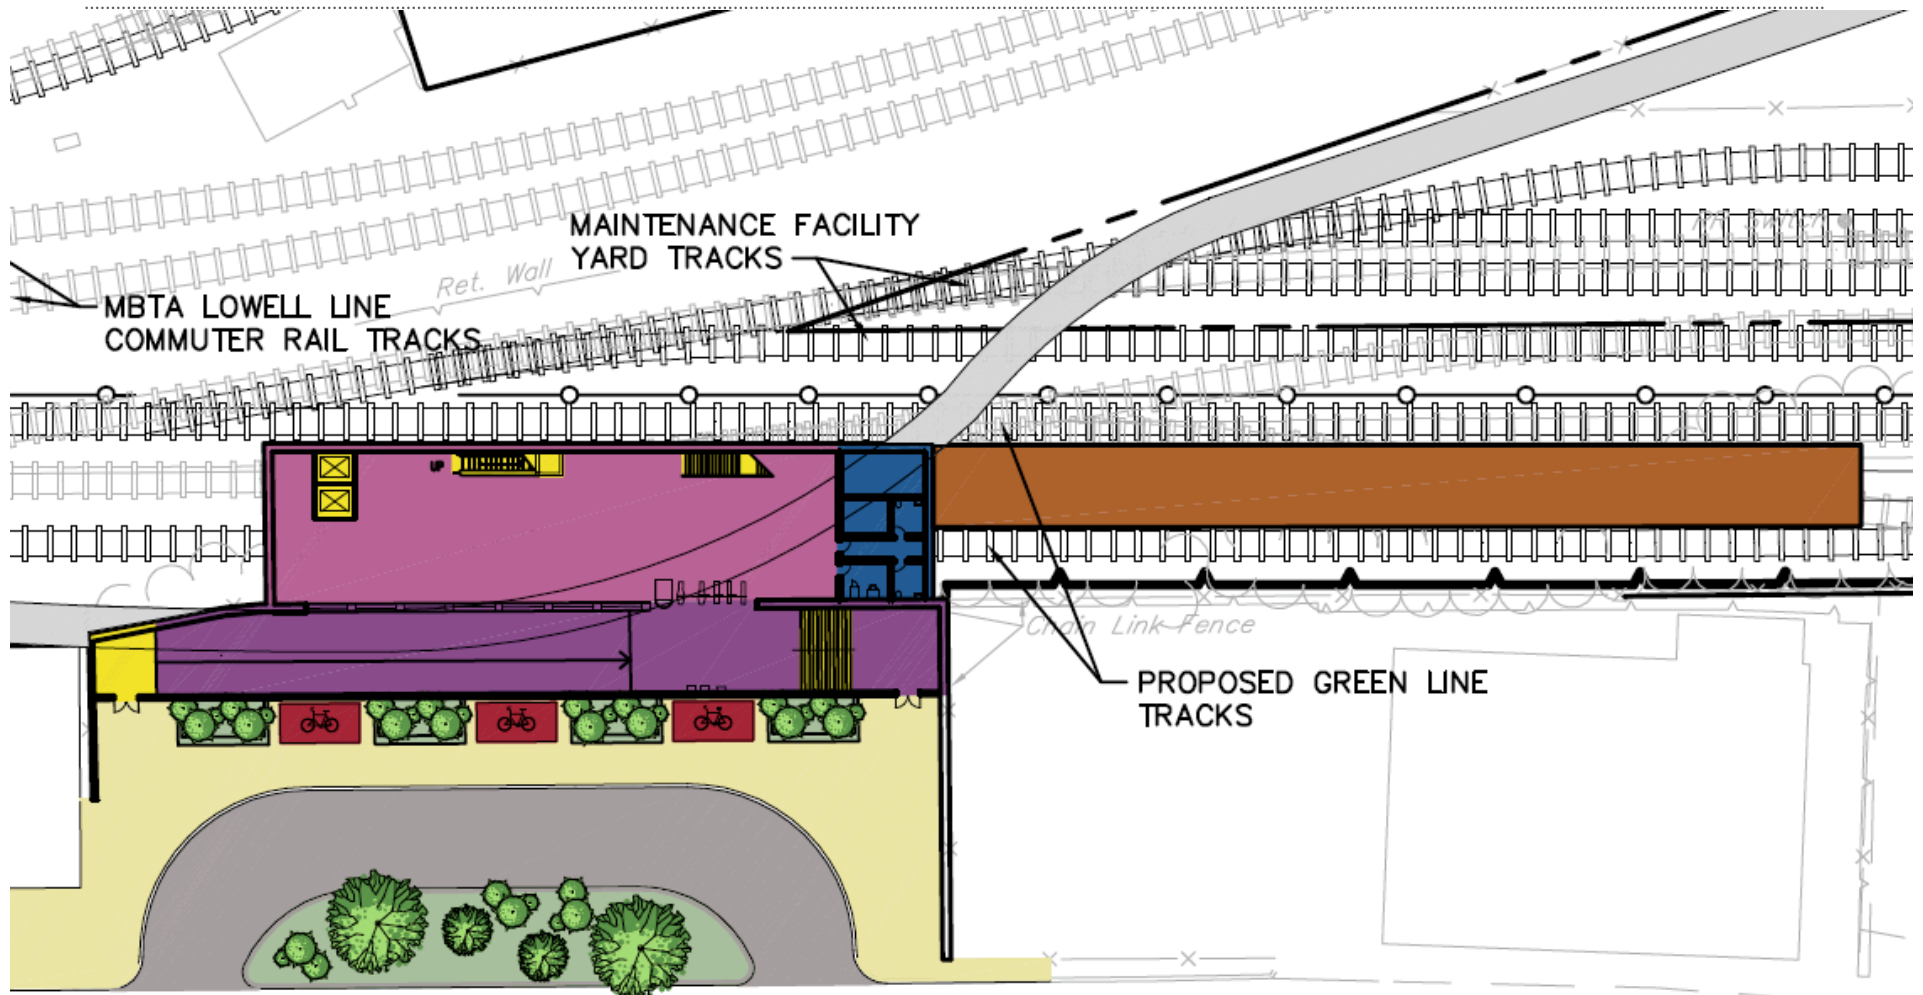 MAINTENANCE FACILITY
YARD TRACKS
Ret. Wall
MBTA LOWELL LINE
COMMUTER RAIL TRACKS
UP
Chain Link Fence
PROPOSED GREEN LINE
TRACKS